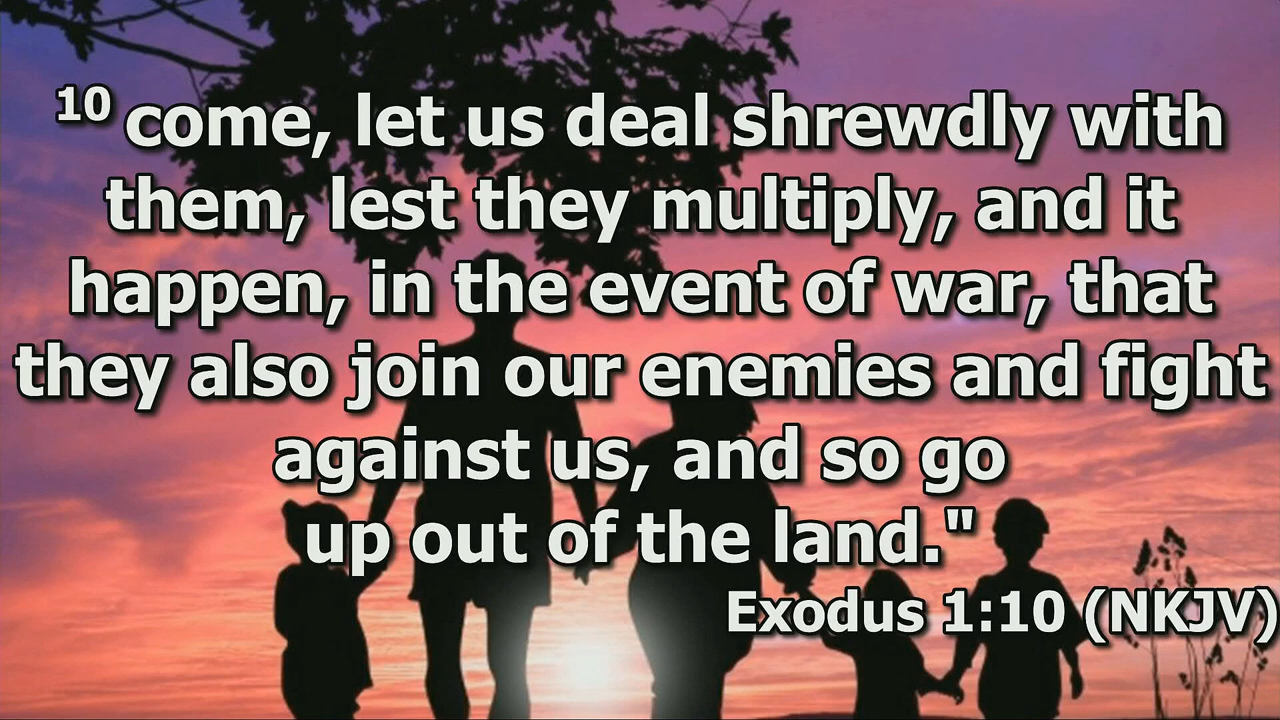 10 come, let us deal shrewdly with
them, lest they multiply, and it
happen, in the event of war, that
they also join our enemies and fight
against us, and so go
up out of the land."
Exodus 1:10 (NKJV)